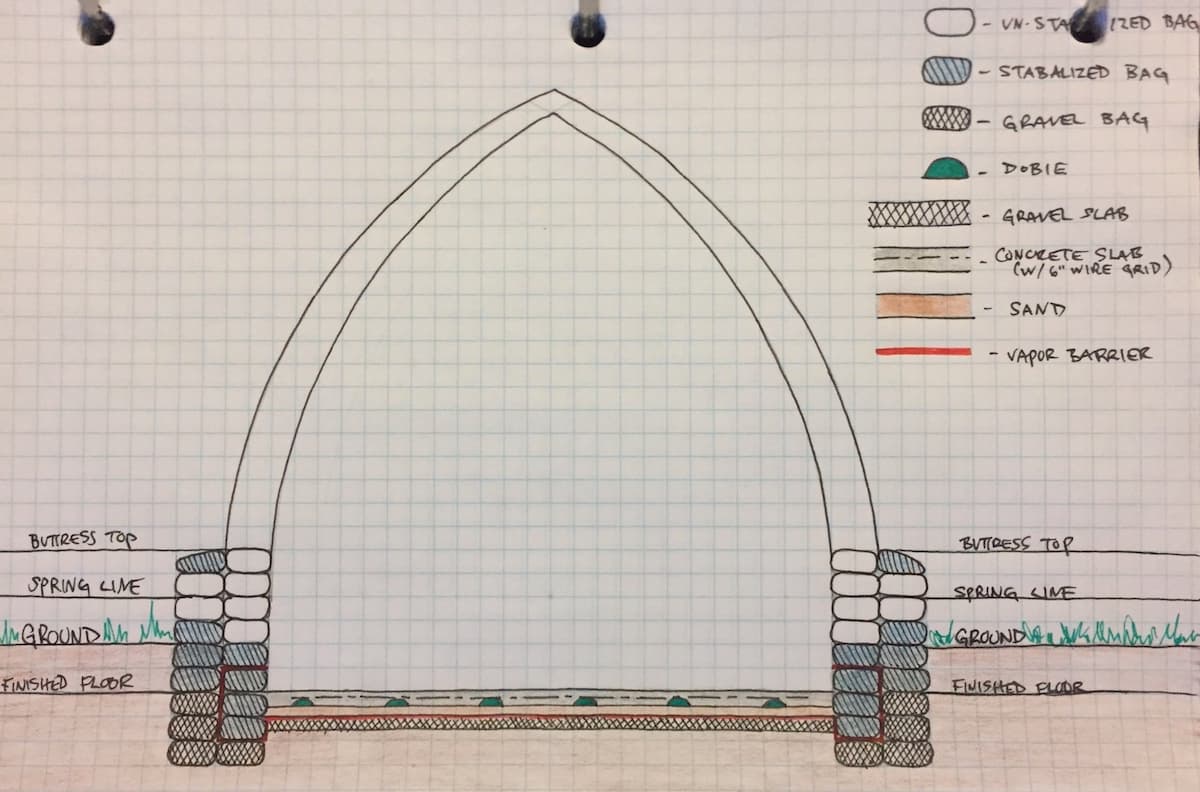 UN-STA IZED BAG
- STABALIZED BAG
- GRAVEL BAG
- DOBIE
- GRAVEL SLAB
- CONCRETE SLAB
(W/ 6" WIRE GRID)
- SAND
- VAPOR BARRIER
BUTTRESS TOP
SPRING LINE
GROUND
FINISHED FLOOR
BUTTRESS TOP
SPRING LINE
GROUND
FINISHED FLOOR